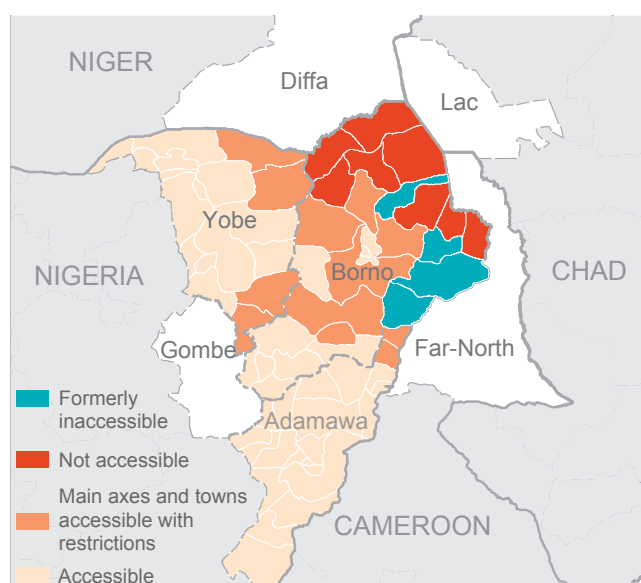 NIGER
Diffa
Lac
Yobe
NIGERIA
Borno
CHAD
Gombe
Far-North
Adamawa
CAMEROON
Formerly
inaccessible
Not accessible
Main axes and towns
accessible with
restrictions
Accessible